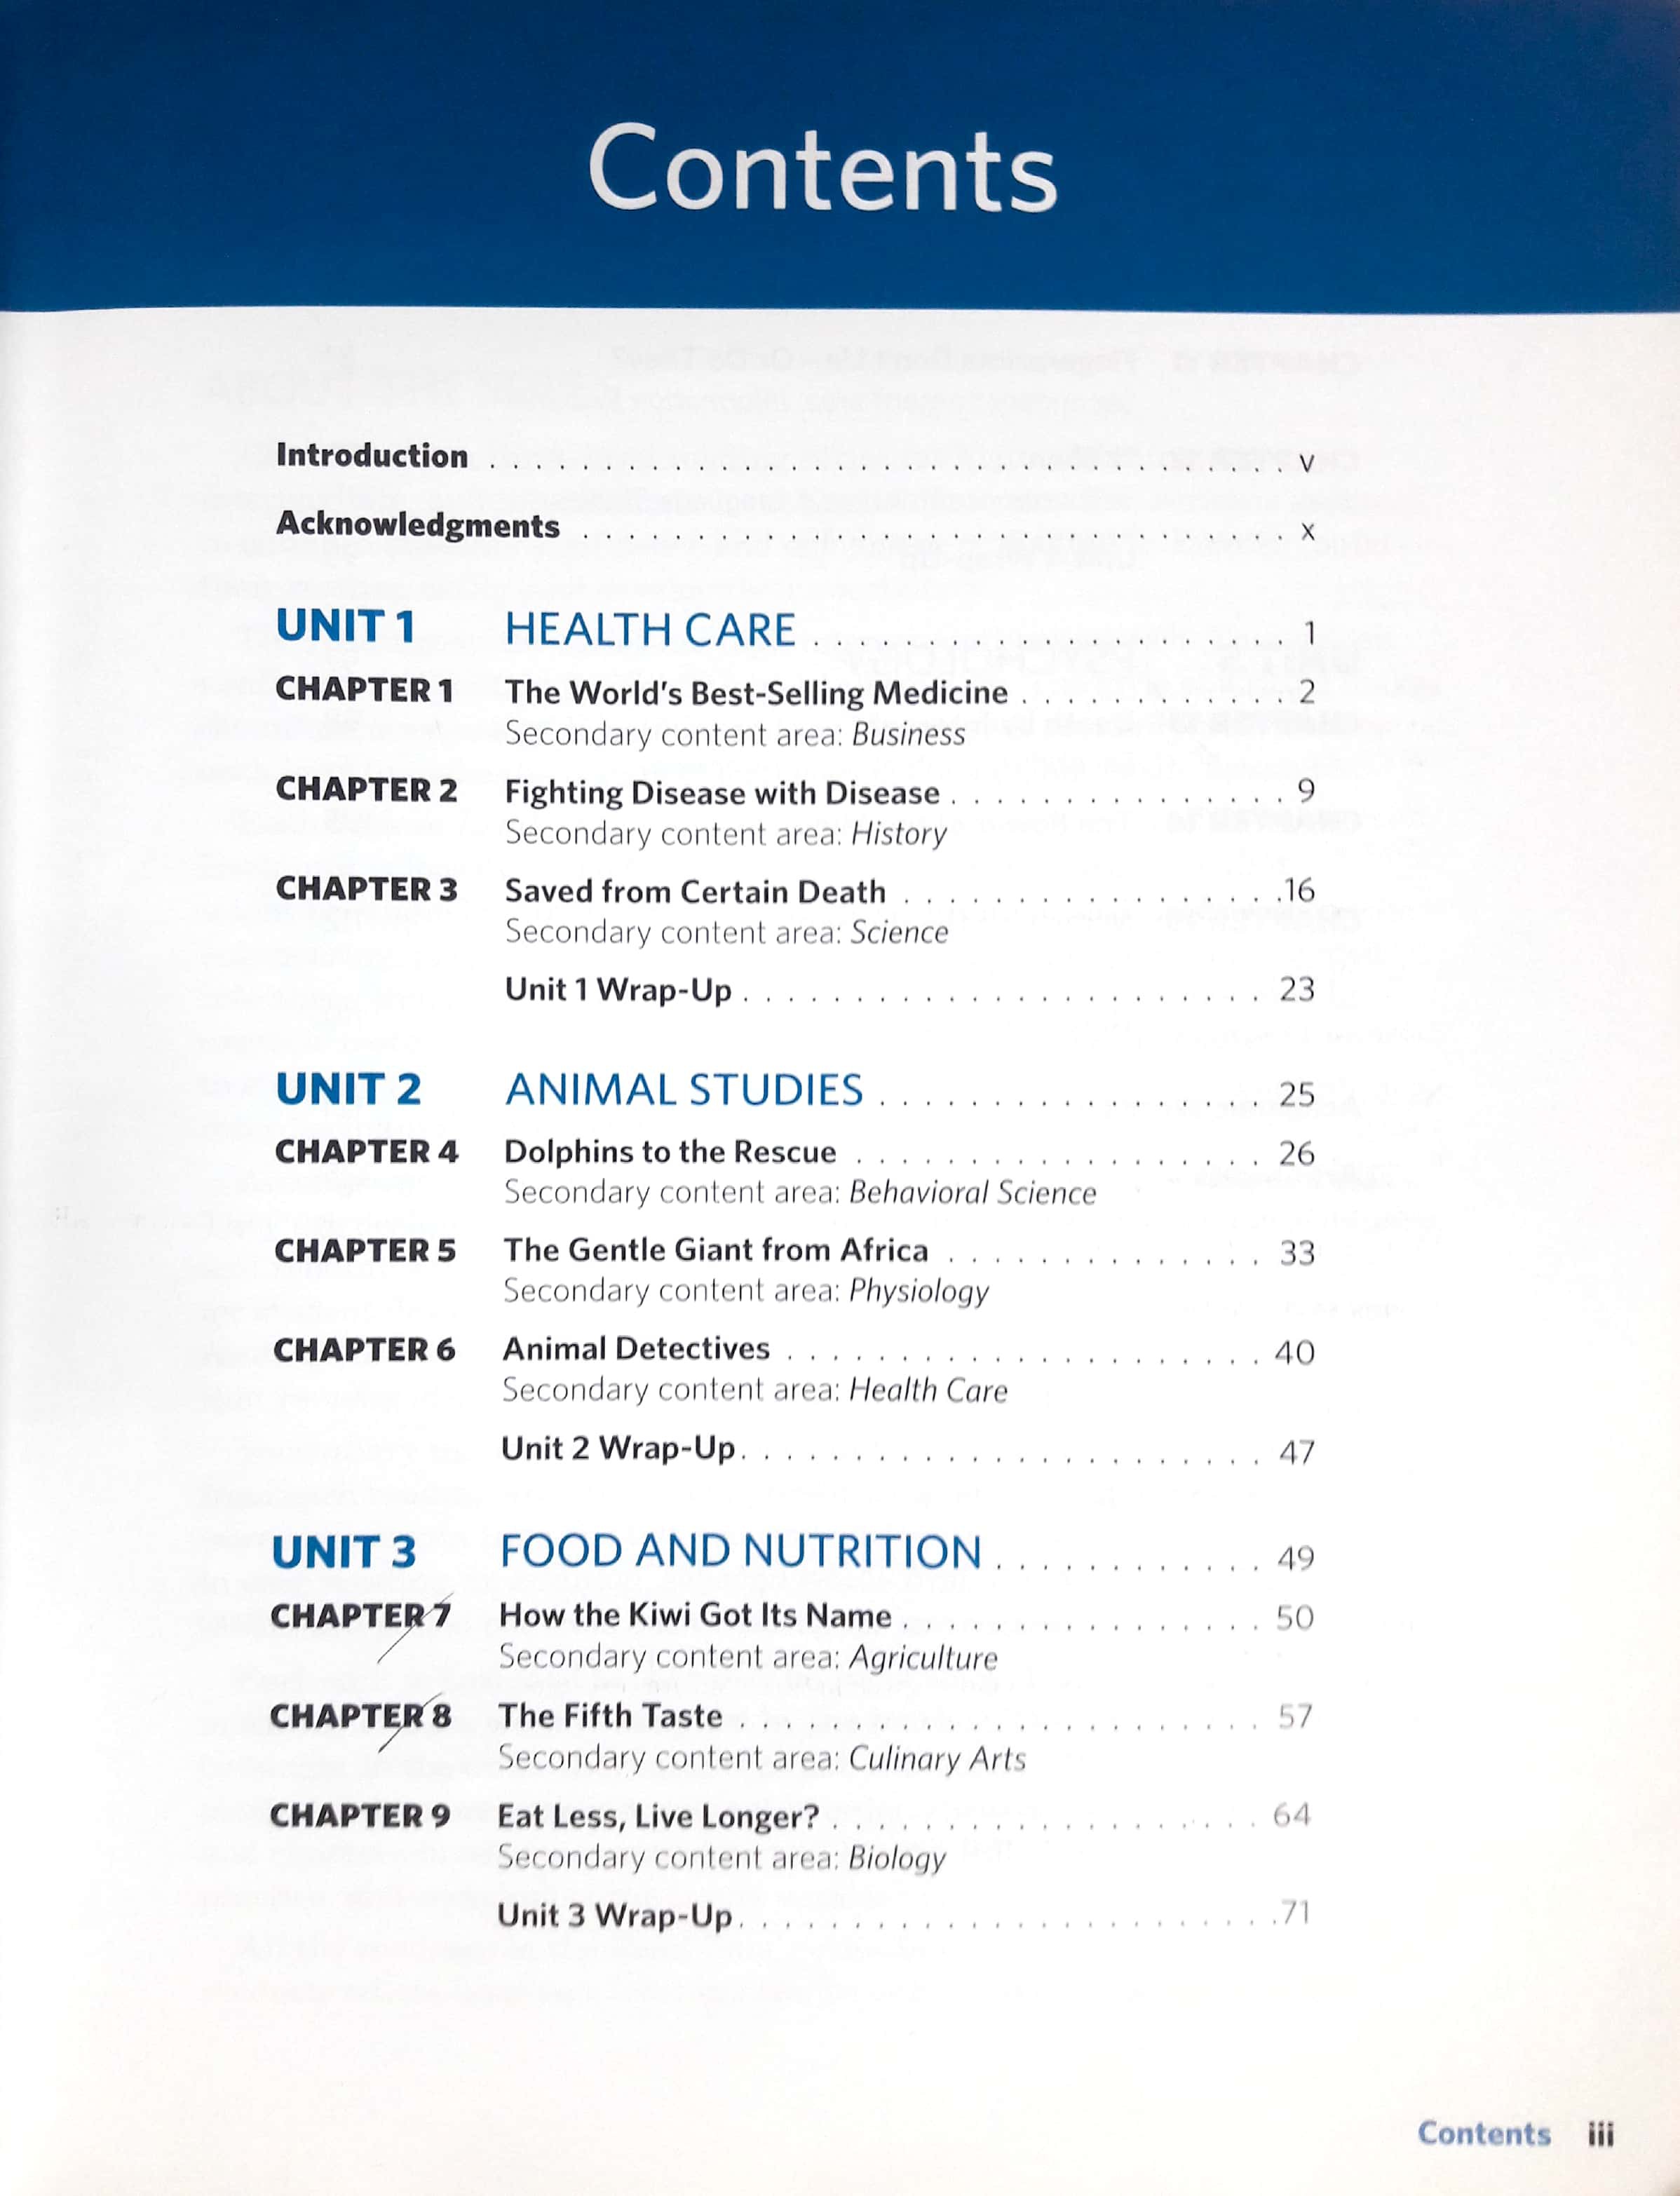 Contents
Introduction . . . . . . . . . . . . . . . . . . . . . . . . . . . . . . . . . . . . v
Acknowledgments . . . . . . . . . . . . . . . . . . . . . . . . . . . . . . . . x
UNIT 1 HEALTH CARE . . . . . . . . . . . . . . . . . . . . . 1
CHAPTER 1 The World's Best-Selling Medicine . . . . . . . . . . . . 2
Secondary content area: Business
CHAPTER 2 Fighting Disease with Disease . . . . . . . . . . . . . . . 9
Secondary content area: History
CHAPTER 3 Saved from Certain Death . . . . . . . . . . . . . . . . .16
Secondary content area: Science
Unit 1 Wrap-Up . . . . . . . . . . . . . . . . . . . . . . . 23
UNIT 2 ANIMAL STUDIES . . . . . . . . . . . . . . . . . 25
CHAPTER 4 Dolphins to the Rescue . . . . . . . . . . . . . . . . . . 26
Secondary content area: Behavioral Science
CHAPTER 5 The Gentle Giant from Africa . . . . . . . . . . . . . . 33
Secondary content area: Physiology
CHAPTER 6 Animal Detectives . . . . . . . . . . . . . . . . . . . . . 40
Secondary content area: Health Care
Unit 2 Wrap-Up. . . . . . . . . . . . . . . . . . . . . . . 47
UNIT 3 FOOD AND NUTRITION . . . . . . . . . . . . 49
CHAPTER 7 How the Kiwi Got Its Name . . . . . . . . . . . . . . . . 50
Secondary content area: Agriculture
CHAPTER 8 The Fifth Taste . . . . . . . . . . . . . . . . . . . . . . . 57
Secondary content area: Culinary Arts
CHAPTER 9 Eat Less, Live Longer? . . . . . . . . . . . . . . . . . . . 64
Secondary content area: Biology
Unit 3 Wrap-Up. . . . . . . . . . . . . . . . . . . . . . . .71
Contents iii